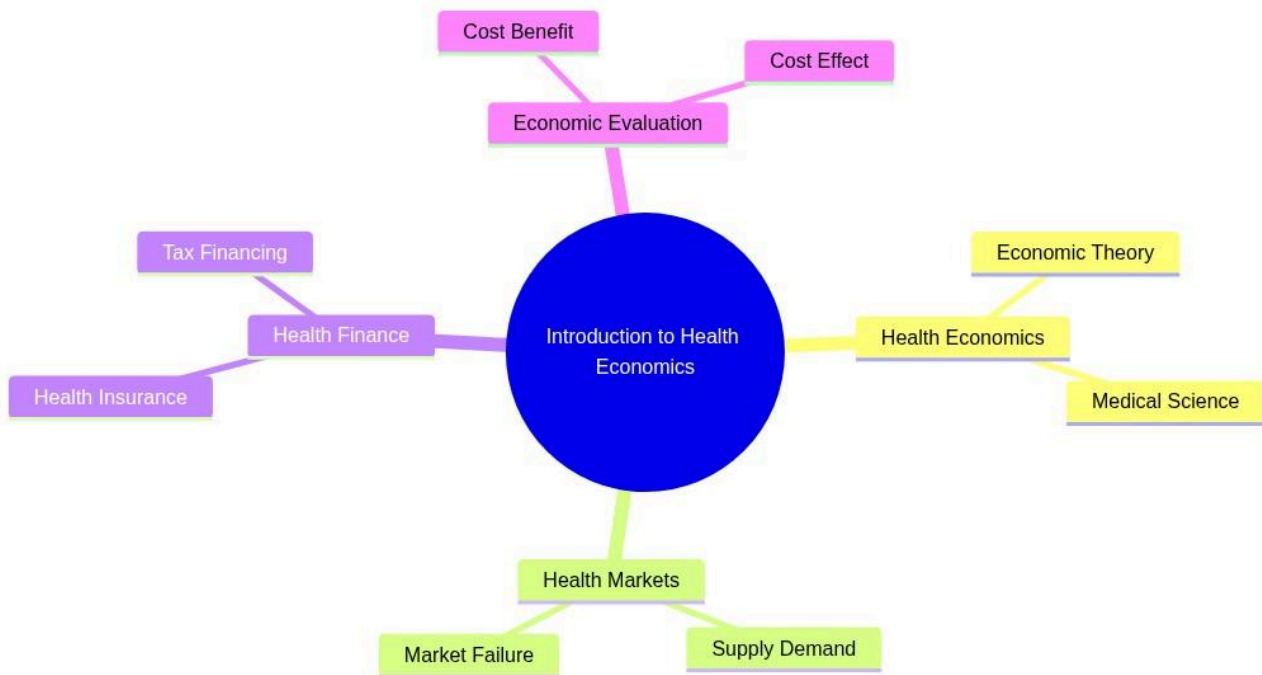 Cost Benefit
Cost Effect
Economic Evaluation
Tax Financing
Economic Theory
Health Finance
Introduction to Health
Economics
Health Economics
Health Insurance
Medical Science
Health Markets
Market Failure
Supply Demand